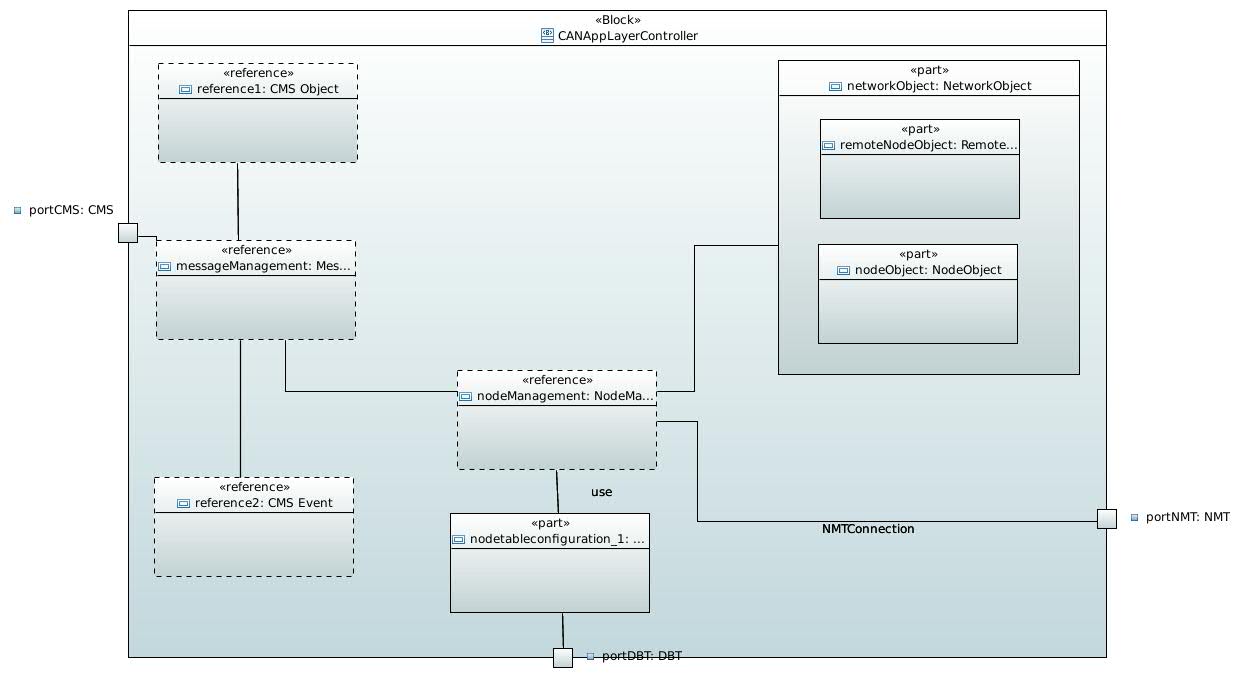 «Block»
CANAppLayerController
«reference»
reference1: CMS Object
«part»
networkObject: NetworkObject
«part»
remoteNodeObject: Remote...
portCMS: CMS
«reference»
messageManagement: Mes...
«part»
nodeObject: NodeObject
«reference»
nodeManagement: NodeMa...
«reference»
reference2: CMS Event
use
«part»
nodetableconfiguration_1: ...
NMTConnection
portNMT: NMT
portDBT: DBT